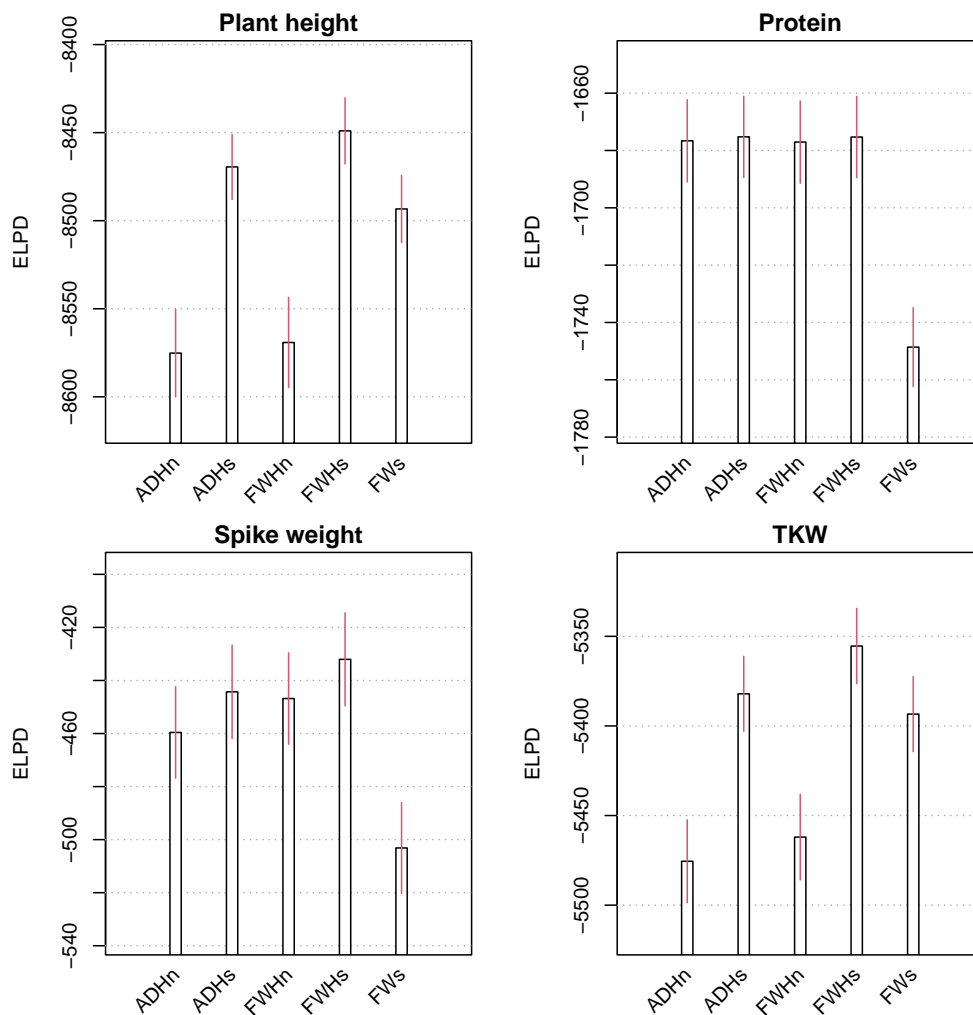 Plant height
ELPD
−8400
−8450
−8500
−8550
−8600
ADHn
ADHs
FWHn
FWHs
FWs
Protein
ELPD
−1660
−1700
−1740
−1780
ADHn
ADHs
FWHn
FWHs
FWs
Spike weight
ELPD
−420
−460
−500
−540
ADHn
ADHs
FWHn
FWHs
FWs
TKW
ELPD
−5350
−5400
−5450
−5500
ADHn
ADHs
FWHn
FWHs
FWs